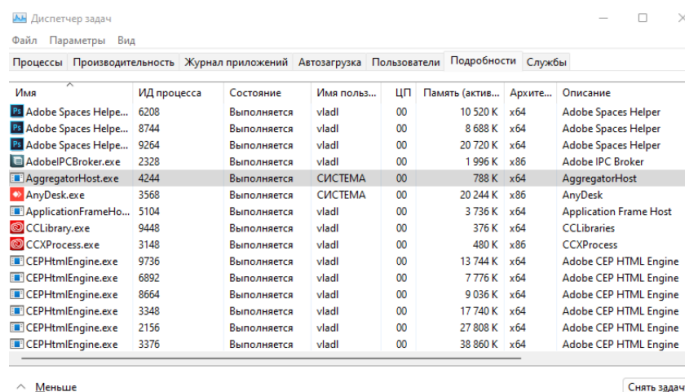 Диспетчер задач
Файл Параметры Вид
Процессы Производительность Журнал приложений Автозагрузка Пользователи Подробности Службы
Имя ИД процесса Состояние Имя польз... ЦП Память (актив... Архите... Описание
Adobe Spaces Helpe... 6208 Выполняется vladl 00 10 520 K x64 Adobe Spaces Helper
Adobe Spaces Helpe... 8744 Выполняется vladl 00 8 688 K x64 Adobe Spaces Helper
Adobe Spaces Helpe... 9264 Выполняется vladl 00 20 720 K x64 Adobe Spaces Helper
AdobeIPCBroker.exe 2328 Выполняется vladl 00 1 996 K x86 Adobe IPC Broker
AggregatorHost.exe 4244 Выполняется СИСТЕМА 00 788 K x64 AggregatorHost
AnyDesk.exe 3568 Выполняется СИСТЕМА 00 20 244 K x86 AnyDesk
ApplicationFrameHo... 5104 Выполняется vladl 00 3 736 K x64 Application Frame Host
CCLibrary.exe 9448 Выполняется vladl 00 376 K x64 CCLibraries
CCXProcess.exe 3148 Выполняется vladl 00 480 K x86 CCXProcess
CEPHtmlEngine.exe 9736 Выполняется vladl 00 13 744 K x64 Adobe CEP HTML Engine
CEPHtmlEngine.exe 6892 Выполняется vladl 00 7 776 K x64 Adobe CEP HTML Engine
CEPHtmlEngine.exe 8664 Выполняется vladl 00 9 036 K x64 Adobe CEP HTML Engine
CEPHtmlEngine.exe 3348 Выполняется vladl 00 17 740 K x64 Adobe CEP HTML Engine
CEPHtmlEngine.exe 2156 Выполняется vladl 00 27 808 K x64 Adobe CEP HTML Engine
CEPHtmlEngine.exe 3376 Выполняется vladl 00 38 860 K x64 Adobe CEP HTML Engine
Меньше Снять задач